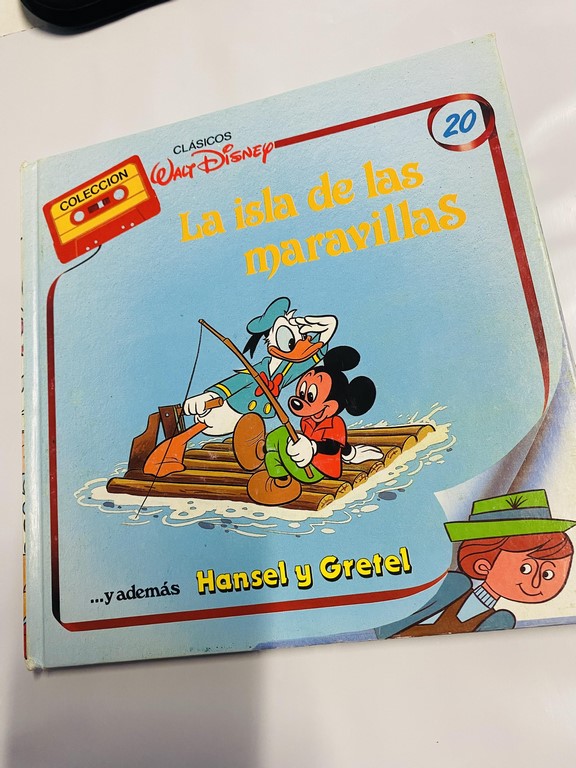 COLECCION
CLÁSICOS
WALT DISNEY
20
La isla de las
maravillas
...y además Hansel y Gretel